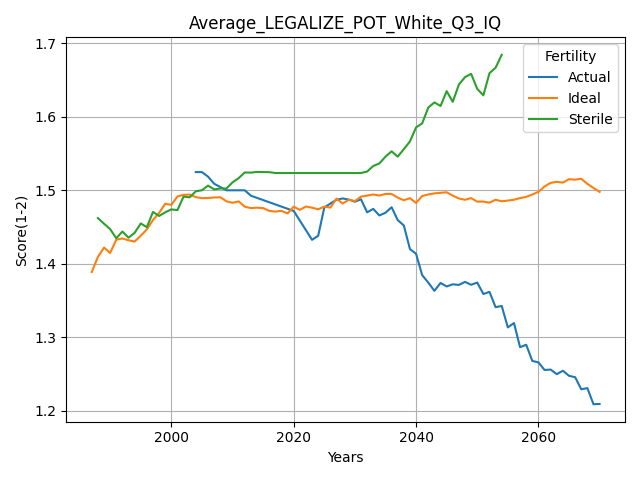 Average_LEGALIZE_POT_White_Q3_IQ
Fertility
Actual
Ideal
Sterile
Score(1-2)
1.7
1.6
1.5
1.4
1.3
1.2
2000 2020 2040 2060
Years